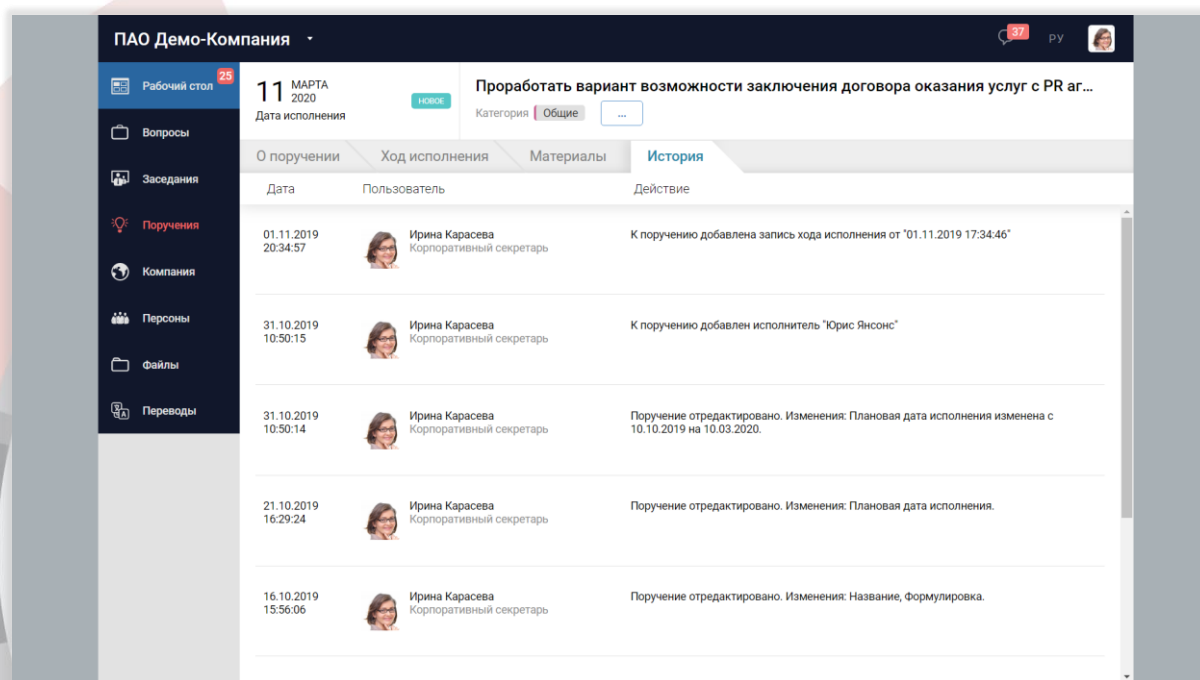 ПАО Демо-Компания
37
РУ
Рабочий стол
25
Вопросы
Заседания
Поручения
Компания
Персоны
Файлы
Переводы
11 МАРТА
2020
Дата исполнения
НОВОЕ
Проработать вариант возможности заключения договора оказания услуг с PR аг...
Категория Общие ...
О поручении Ход исполнения Материалы История
Дата Пользователь Действие
01.11.2019
20:34:57
Ирина Карасева
Корпоративный секретарь
К поручению добавлена запись хода исполнения от "01.11.2019 17:34:46"
31.10.2019
10:50:15
Ирина Карасева
Корпоративный секретарь
К поручению добавлен исполнитель "Юрис Янсонс"
31.10.2019
10:50:14
Ирина Карасева
Корпоративный секретарь
Поручение отредактировано. Изменения: Плановая дата исполнения изменена с
10.10.2019 на 10.03.2020.
21.10.2019
16:29:24
Ирина Карасева
Корпоративный секретарь
Поручение отредактировано. Изменения: Плановая дата исполнения.
16.10.2019
15:56:06
Ирина Карасева
Корпоративный секретарь
Поручение отредактировано. Изменения: Название, Формулировка.